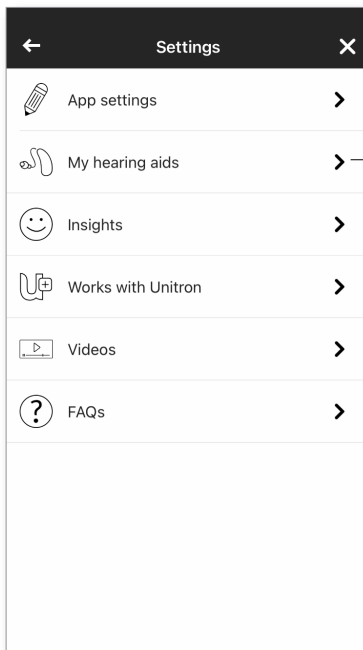 Settings
App settings
My hearing aids
Insights
Works with Unitron
Videos
FAQs